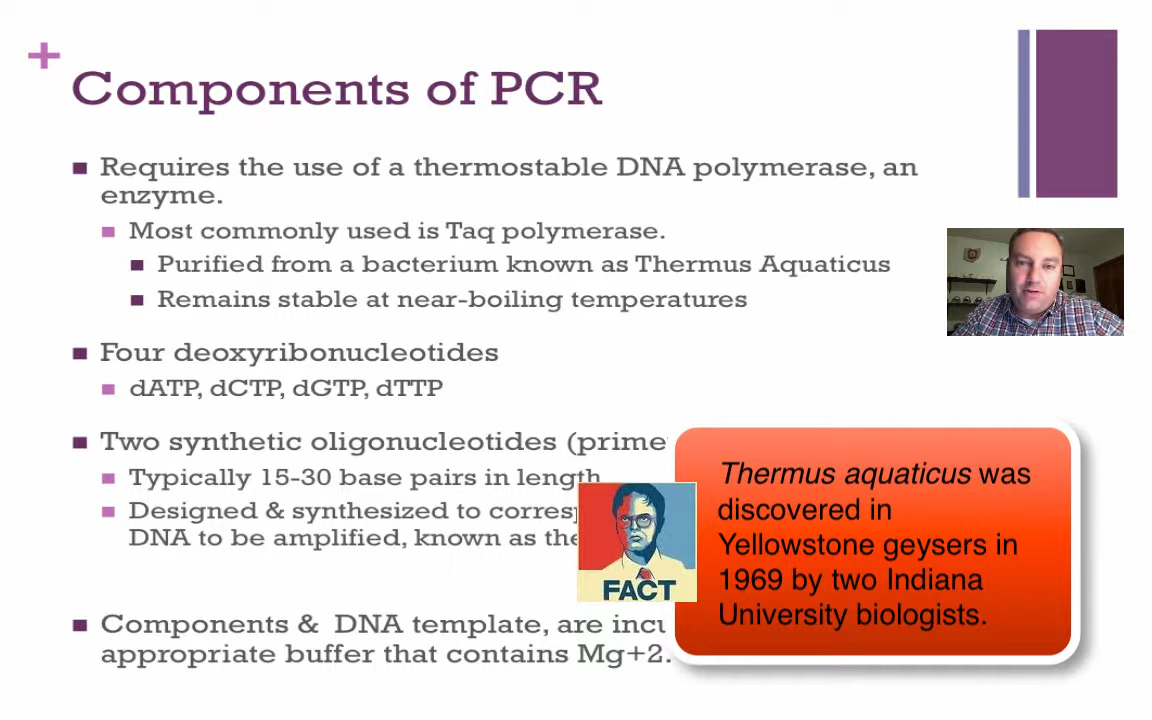 +
Components of PCR
Requires the use of a thermostable DNA polymerase, an
enzyme.
Most commonly used is Taq polymerase.
Purified from a bacterium known as Thermus Aquaticus
Remains stable at near-boiling temperatures
Four deoxyribonucleotides
dATP, dCTP, dGTP, dTTP
Two synthetic oligonucleotides
Typically 15-30 base pairs in length
Designed & synthesized to
DNA to be amplified, known as the
Components & DNA template, are
appropriate buffer that contains Mg+2.
FACT
Thermus aquaticus was
discovered in
Yellowstone geysers in
1969 by two Indiana
University biologists.